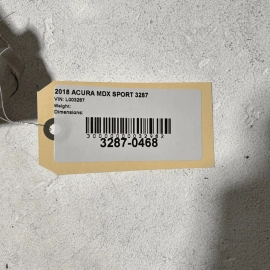 2018 ACURA MDX SPORT 3287
VIN: L003287
Weight:
Dimensions:
3287-0468